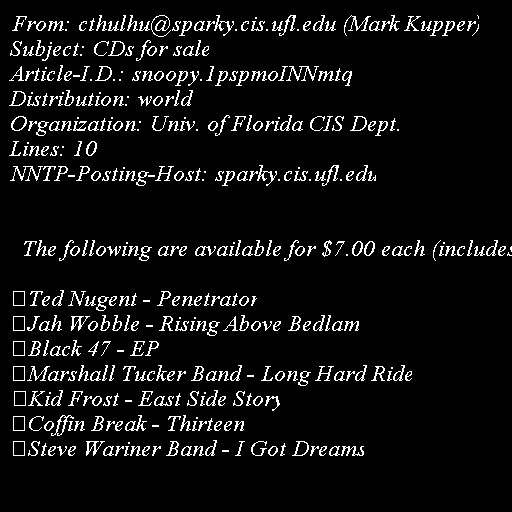 From: cthulhu@sparky.cis.ufl.edu (Mark Kupper)
Subject: CDs for sale
Article-I.D.: snoopy.1pspmoINNmtq
Distribution: world
Organization: Univ. of Florida CIS Dept.
Lines: 10
NNTP-Posting-Host: sparky.cis.ufl.edu
The following are available for $7.00 each (includes
Ted Nugent - Penetrator
Jah Wobble - Rising Above Bedlam
Black 47 - EP
Marshall Tucker Band - Long Hard Ride
Kid Frost - East Side Story
Coffin Break - Thirteen
Steve Wariner Band - I Got Dreams